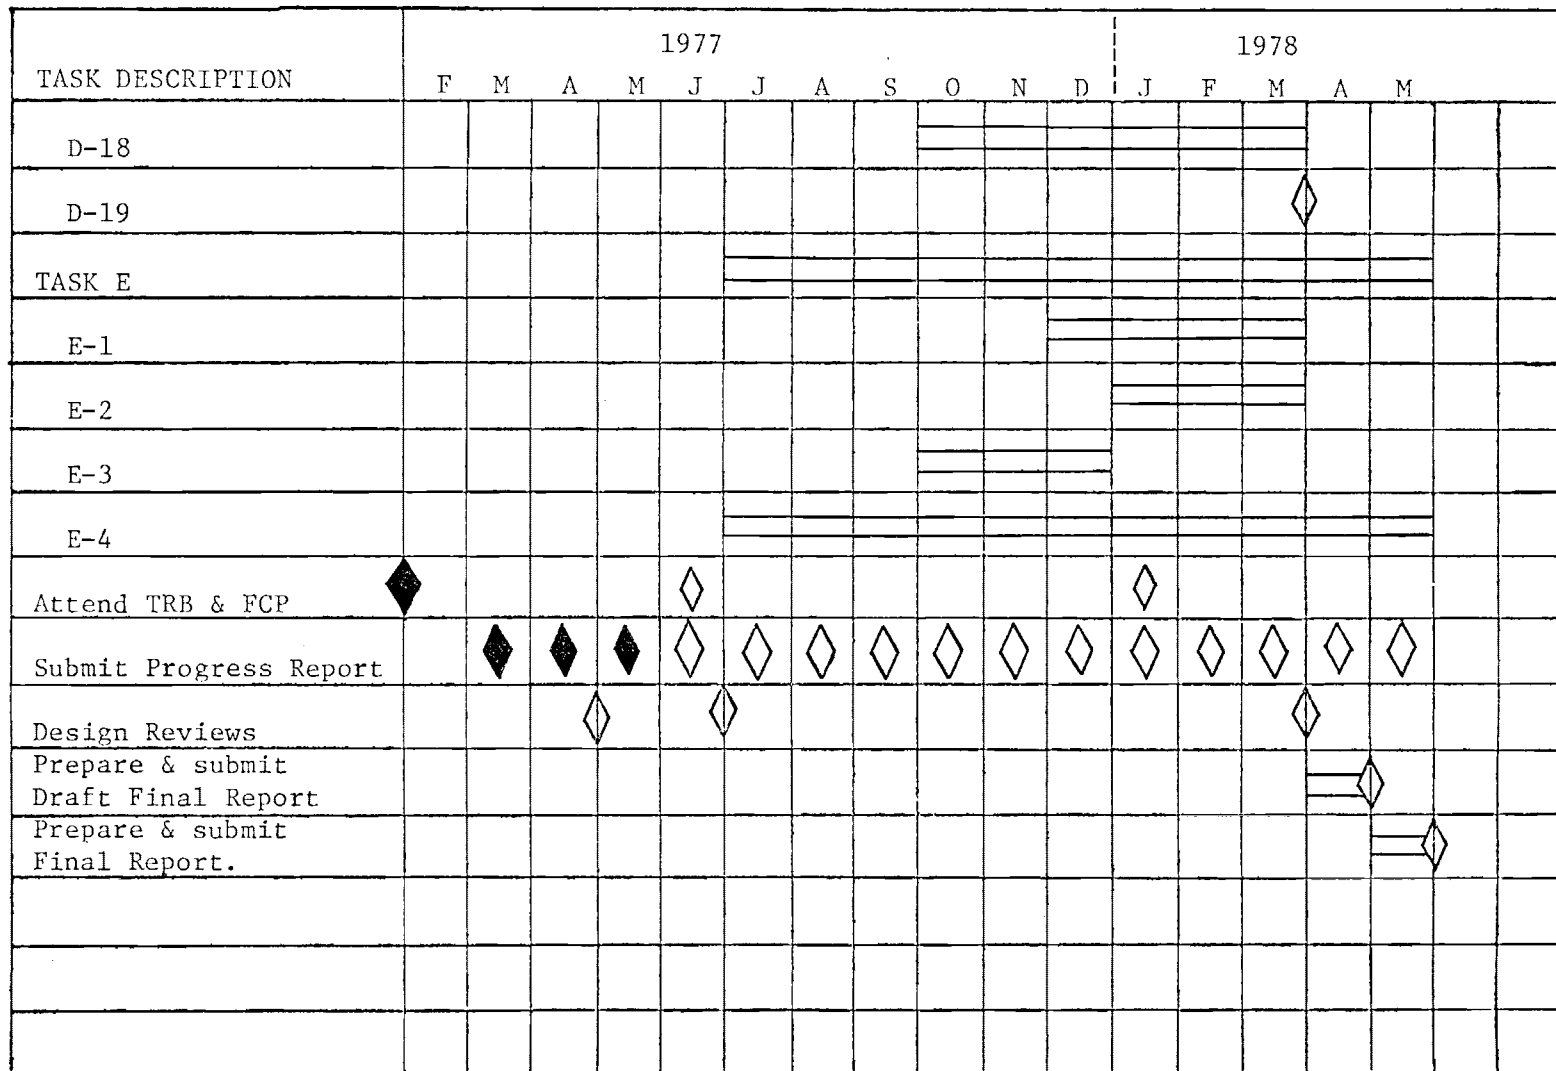 1977 1978
TASK DESCRIPTION F M A M J J A S O N D J F M A M
D-18
D-19
TASK E
E-1
E-2
E-3
E-4
Attend TRB & FCP
Submit Progress Report
Design Reviews
Prepare & submit
Draft Final Report
Prepare & submit
Final Report.